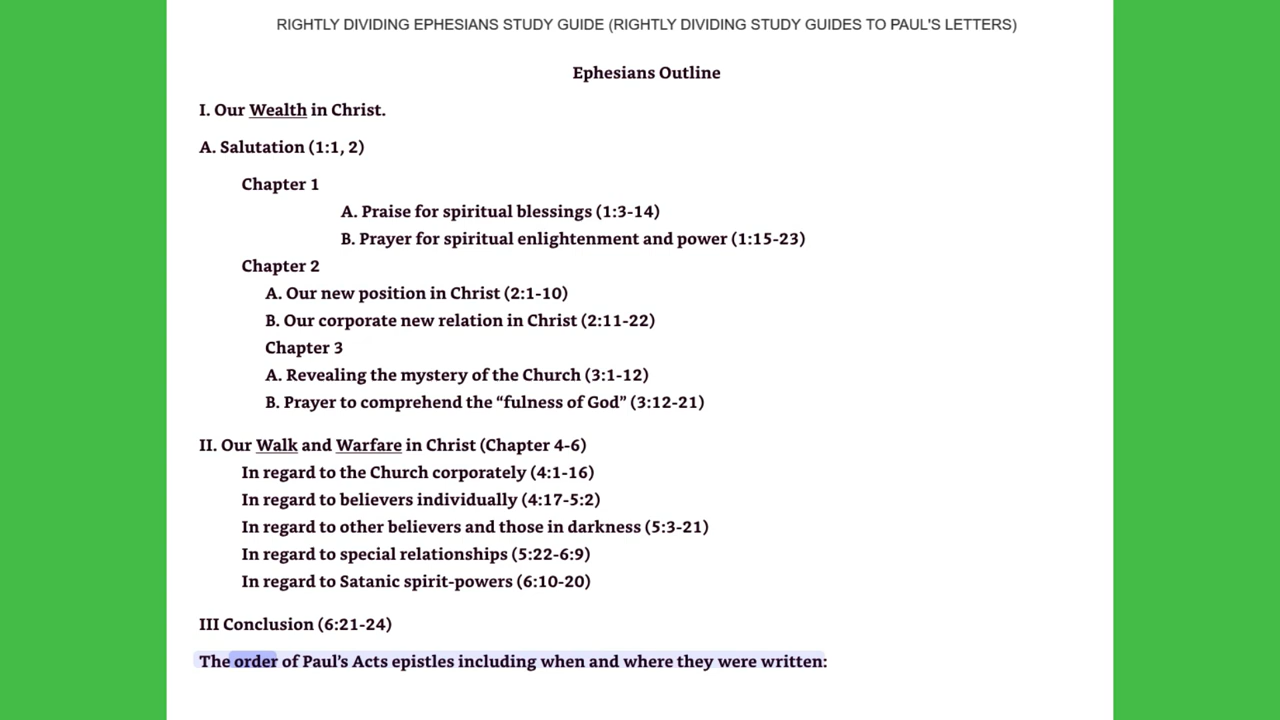 RIGHTLY DIVIDING EPHESIANS STUDY GUIDE (RIGHTLY DIVIDING STUDY GUIDES TO PAUL'S LETTERS)
Ephesians Outline
I. Our Wealth in Christ.
A. Salutation (1:1, 2)
Chapter 1
A. Praise for spiritual blessings (1:3-14)
B. Prayer for spiritual enlightenment and power (1:15-23)
Chapter 2
A. Our new position in Christ (2:1-10)
B. Our corporate new relation in Christ (2:11-22)
Chapter 3
A. Revealing the mystery of the Church (3:1-12)
B. Prayer to comprehend the “fulness of God” (3:12-21)
II. Our Walk and Warfare in Christ (Chapter 4-6)
In regard to the Church corporately (4:1-16)
In regard to believers individually (4:17-5:2)
In regard to other believers and those in darkness (5:3-21)
In regard to special relationships (5:22-6:9)
In regard to Satanic spirit-powers (6:10-20)
III Conclusion (6:21-24)
The order of Paul’s Acts epistles including when and where they were written: